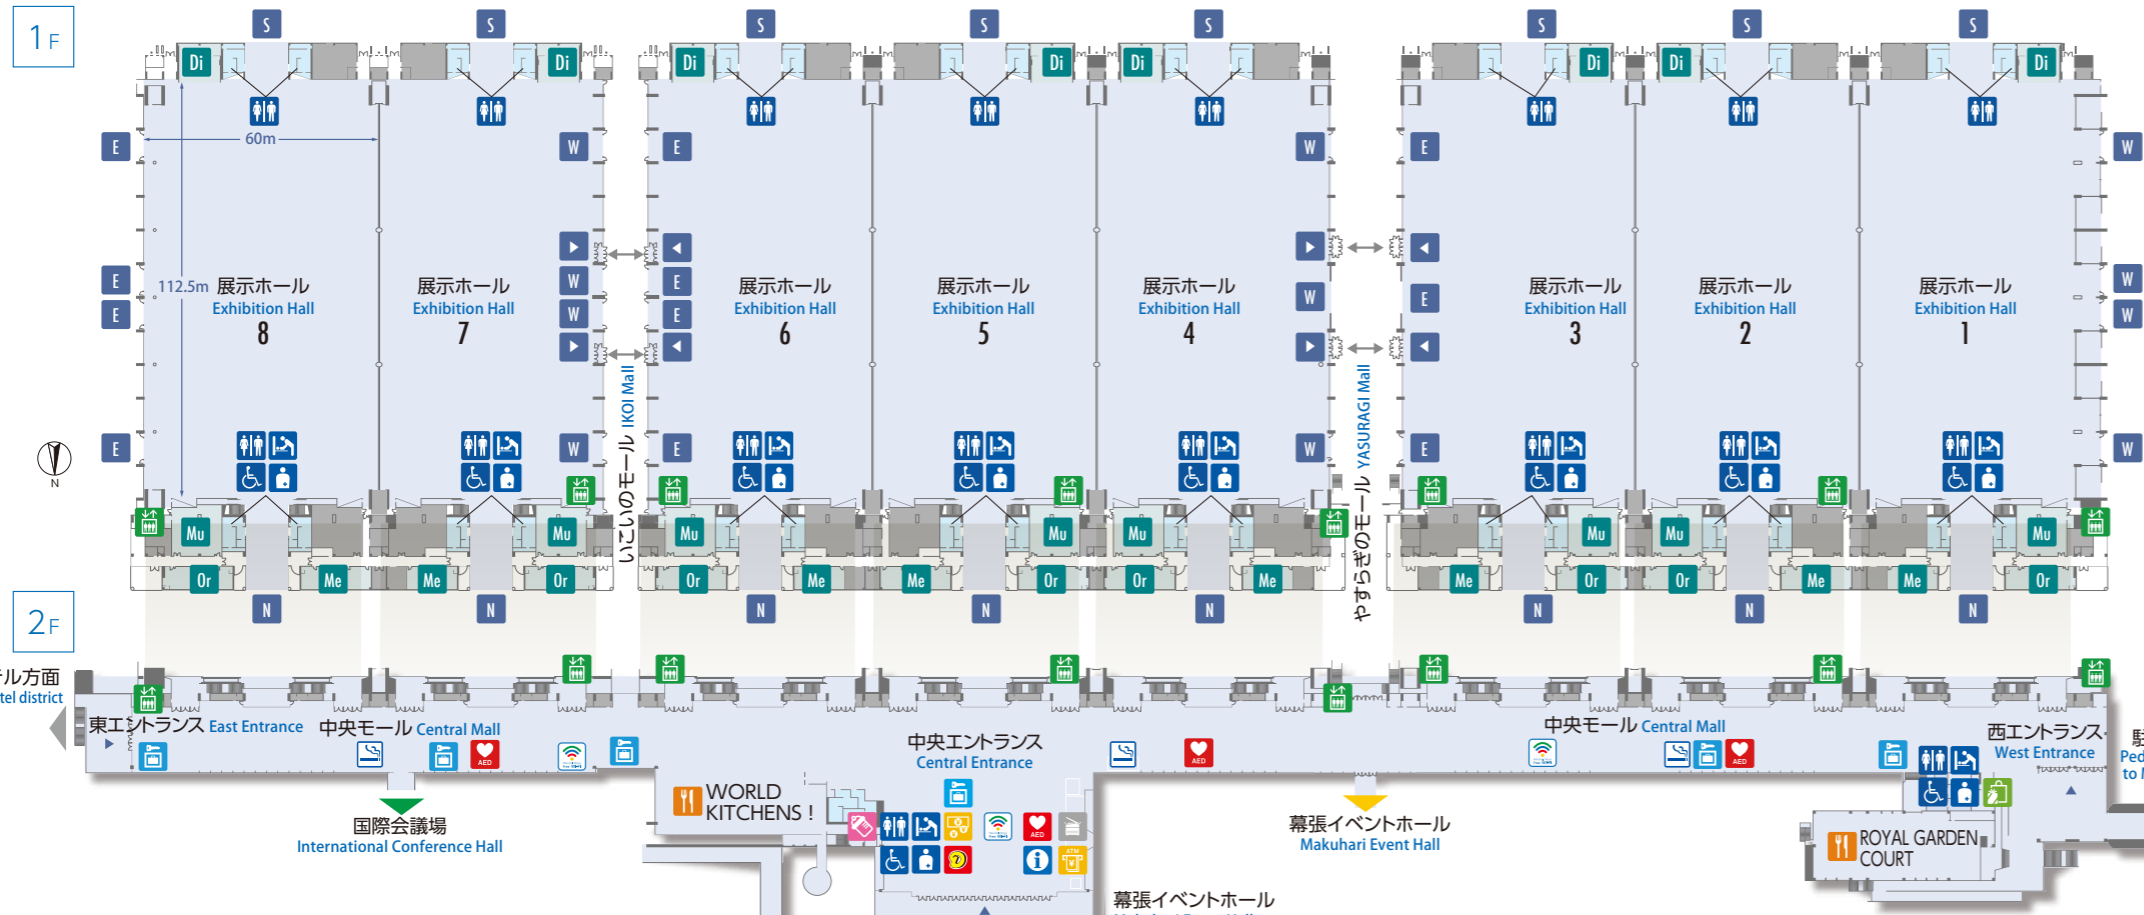 1F
S S S S S S S S
Di Di Di Di Di Di Di Di
60m
E W E W E W
112.5m
展示ホール
Exhibition Hall
8
展示ホール
Exhibition Hall
7
展示ホール
Exhibition Hall
6
展示ホール
Exhibition Hall
5
展示ホール
Exhibition Hall
4
展示ホール
Exhibition Hall
3
展示ホール
Exhibition Hall
2
展示ホール
Exhibition Hall
1
E W E W
E W E W E W
E W E W E W
いこいのモール IKOI Mall
やすらぎのモール YASURAGI Mall
N
Mu Mu Mu Mu Mu Mu Mu Mu
Or Me Me Or Or Me Me Or Or Me Me Or Or Me Me Or
N N N N N N N N
2F
テル方面
tel district
東エントランス East Entrance
中央モール Central Mall
AED
中央エントランス
Central Entrance
AED
中央モール Central Mall
AED
西エントランス
West Entrance
駐
Ped
to M
WORLD
KITCHENS !
AED
ATM
国際会議場
International Conference Hall
幕張イベントホール
Makuhari Event Hall
ROYAL GARDEN
COURT
幕張イベントホール